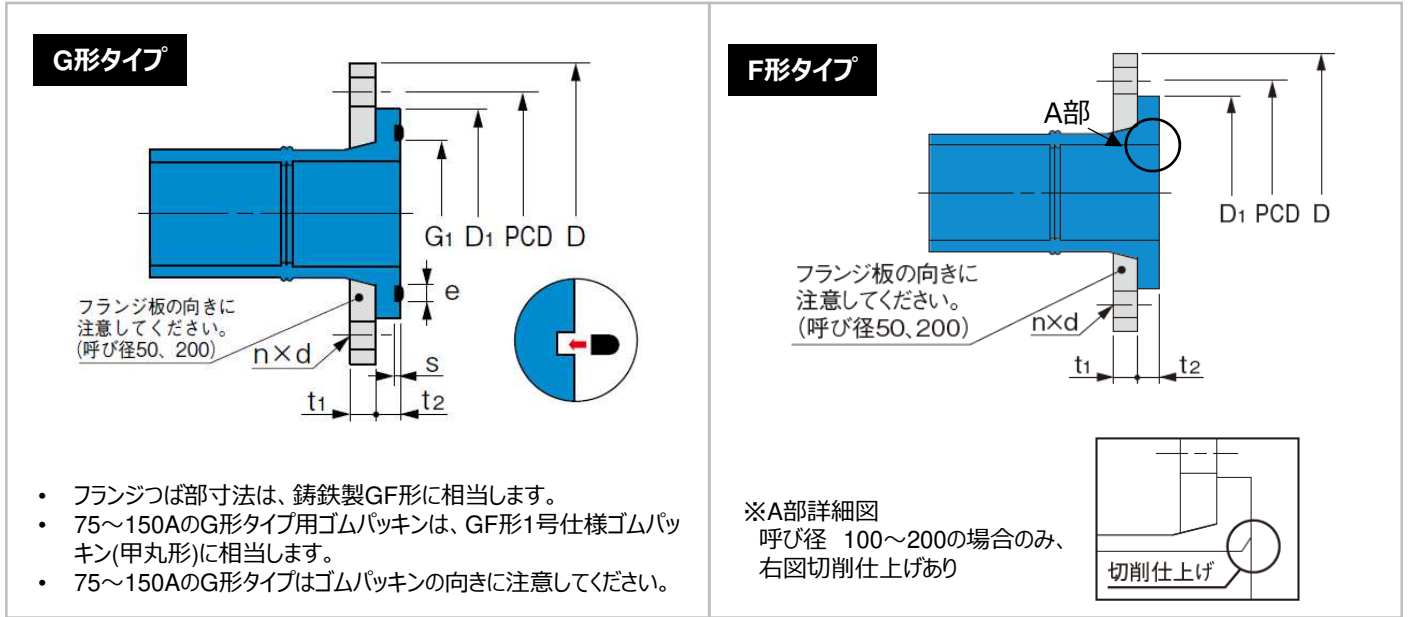 G形タイプ
G1 D1 PCD D
e
フランジ板の向きに
注意してください。
(呼び径50、200)
n×d
s
t1
t2
• フランジつば部寸法は、鋳鉄製GF形に相当します。
• 75～150AのG形タイプ用ゴムパッキンは、GF形1号仕様ゴムパッ
キン(甲丸形)に相当します。
• 75～150AのG形タイプはゴムパッキンの向きに注意してください。
F形タイプ
A部
D1 PCD D
フランジ板の向きに
注意してください。
(呼び径50、200)
n×d
t1
t2
※A部詳細図
呼び径 100～200の場合のみ、
右図切削仕上げあり
切削仕上げ